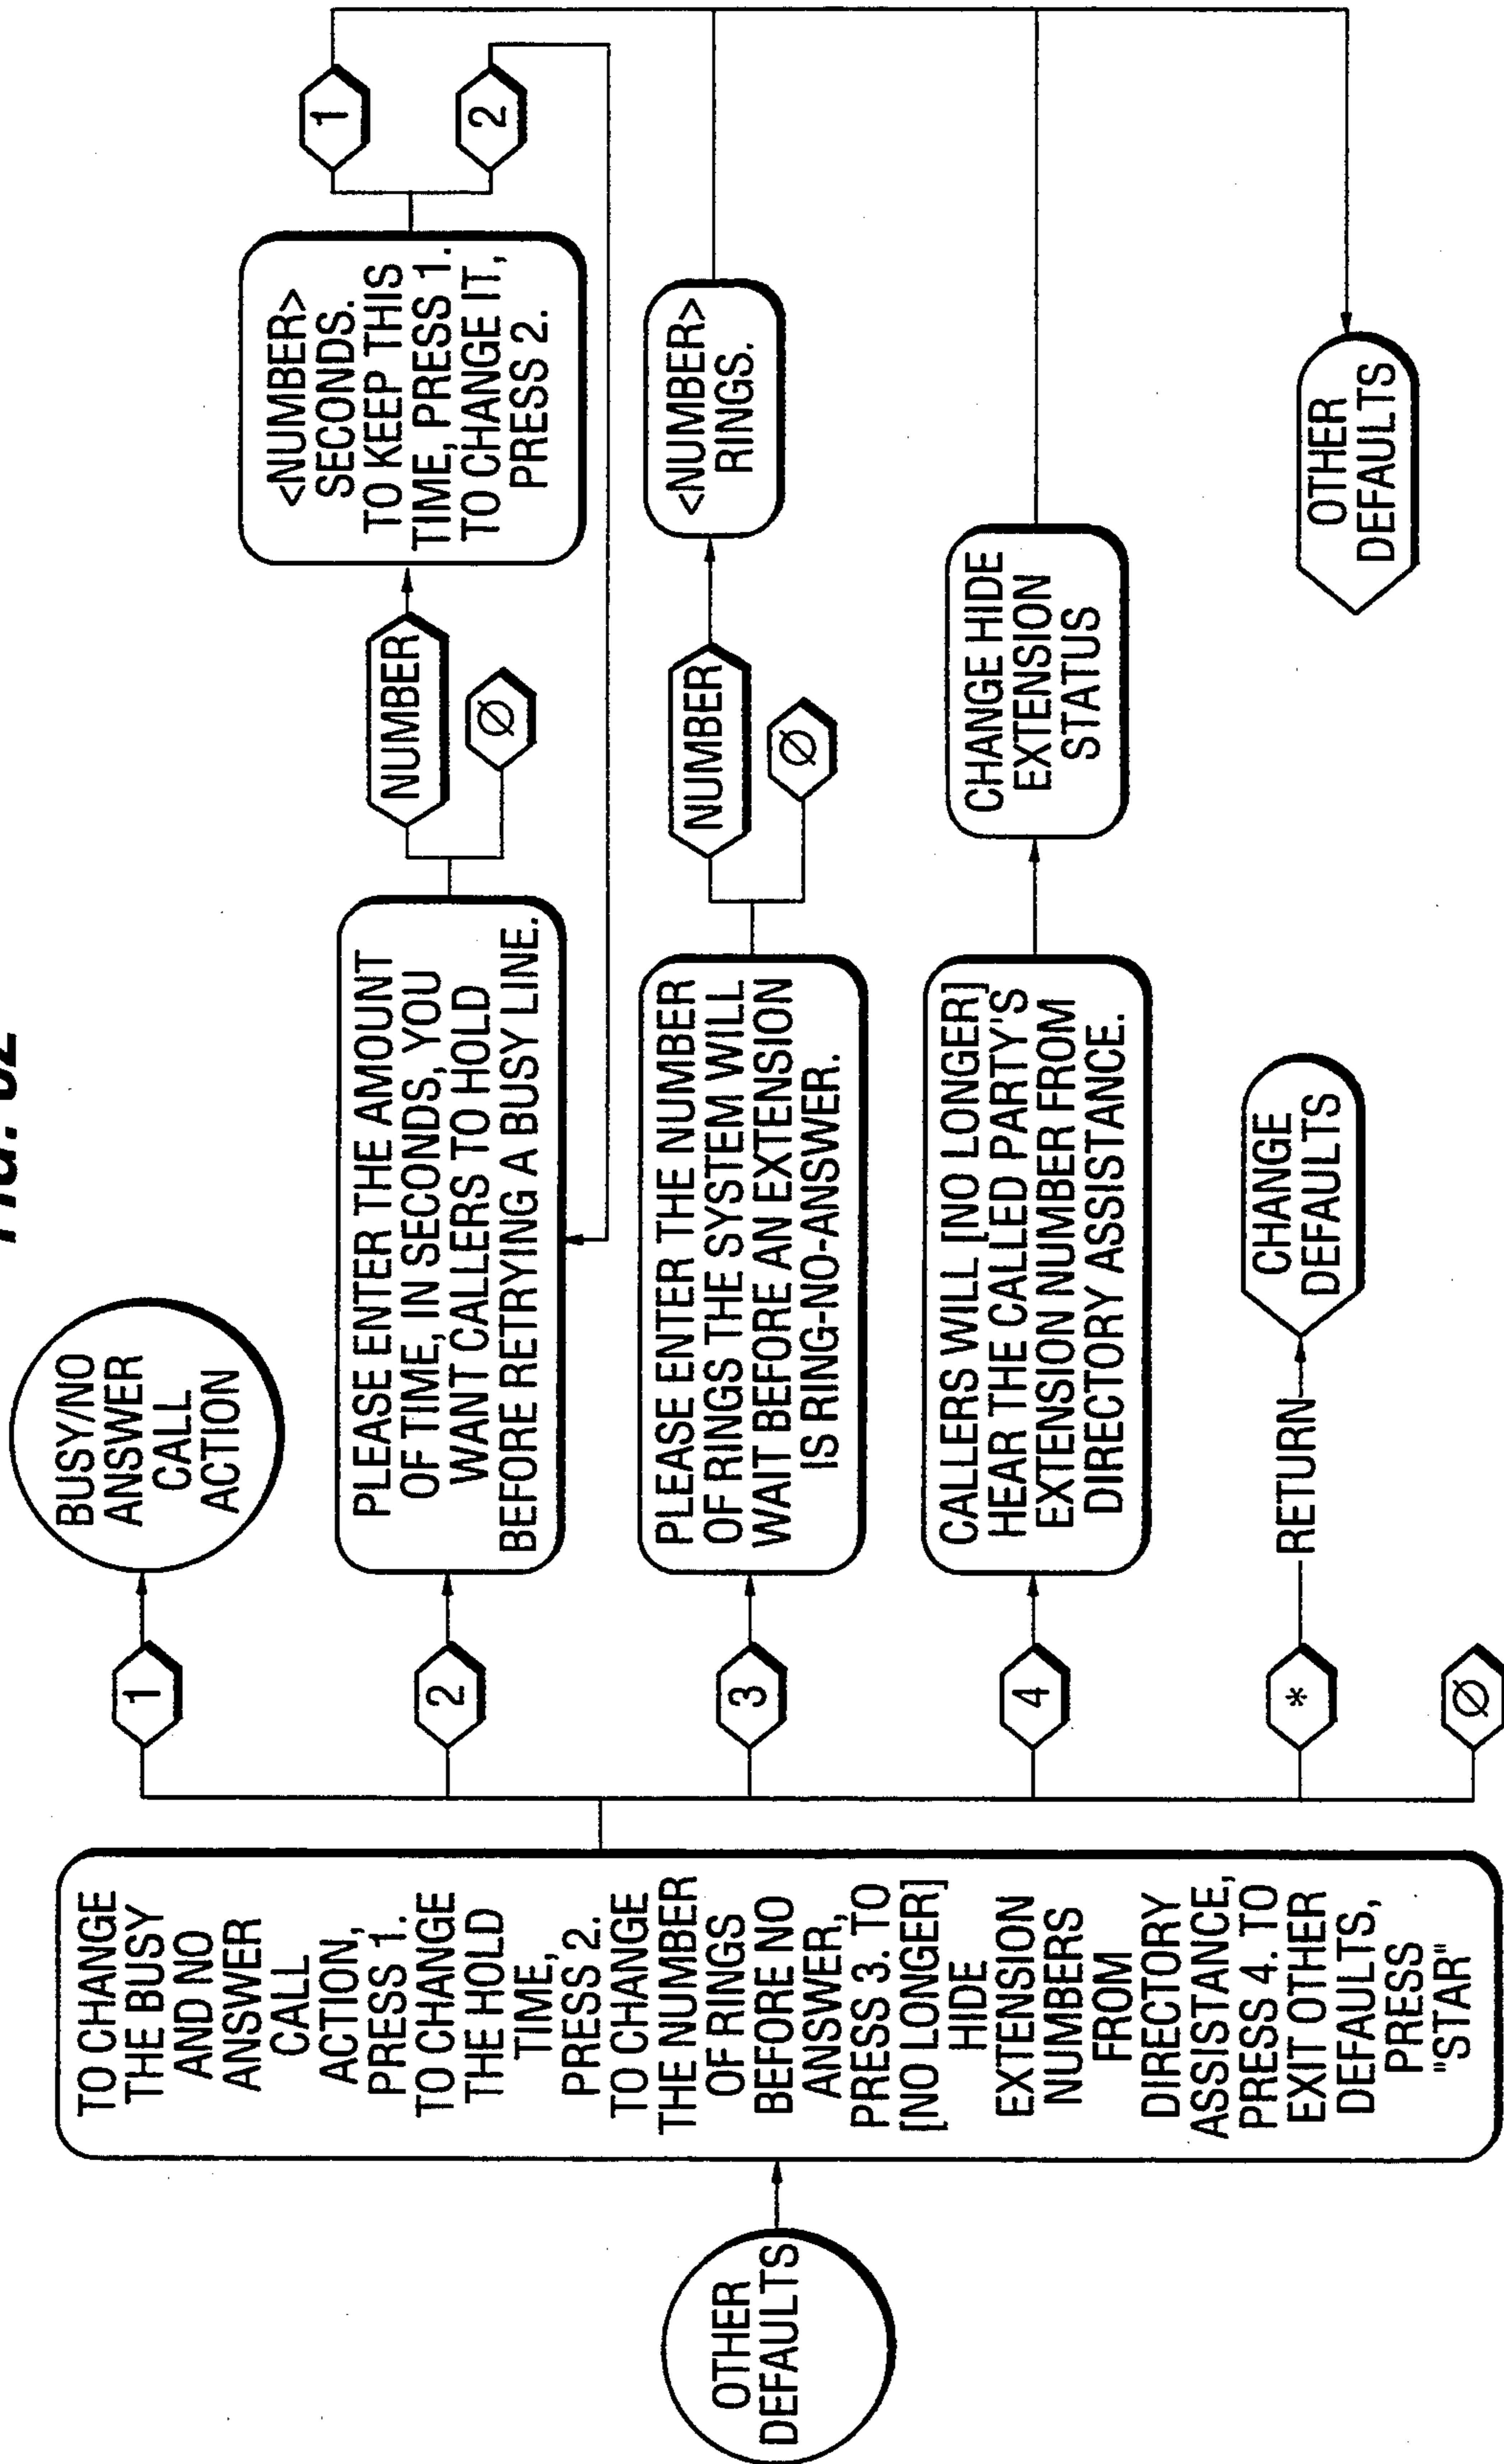 FIG.
OTHER
DEFAULTS
TO CHANGE
THE BUSY
AND NO
ANSWER
CALL
ACTION,
PRESS 1.
TO CHANGE
THE HOLD
TIME,
PRESS 2.
TO CHANGE
THE NUMBER
OF RINGS
BEFORE NO
ANSWER,
PRESS 3. TO
[NO LONGER]
HIDE
EXTENSION
NUMBERS
FROM
DIRECTORY
ASSISTANCE,
PRESS 4. TO
EXIT OTHER
DEFAULTS,
PRESS
"STAR"
1
BUSY/NO
ANSWER
CALL
ACTION
2
PLEASE ENTER THE AMOUNT
OF TIME, IN SECONDS, YOU
WANT CALLERS TO HOLD
BEFORE RETRYING A BUSY LINE.
NUMBER
Ø
<NUMBER>
SECONDS.
TO KEEP THIS
TIME, PRESS 1.
TO CHANGE IT,
PRESS 2.
1
2
3
PLEASE ENTER THE NUMBER
OF RINGS THE SYSTEM WILL
WAIT BEFORE AN EXTENSION
IS RING-NO-ANSWER.
NUMBER
Ø
<NUMBER>
RINGS.
4
CALLERS WILL [NO LONGER]
HEAR THE CALLED PARTY'S
EXTENSION NUMBER FROM
DIRECTORY ASSISTANCE.
CHANGE HIDE
EXTENSION
STATUS
*
RETURN
CHANGE
DEFAULTS
OTHER
DEFAULTS
Ø